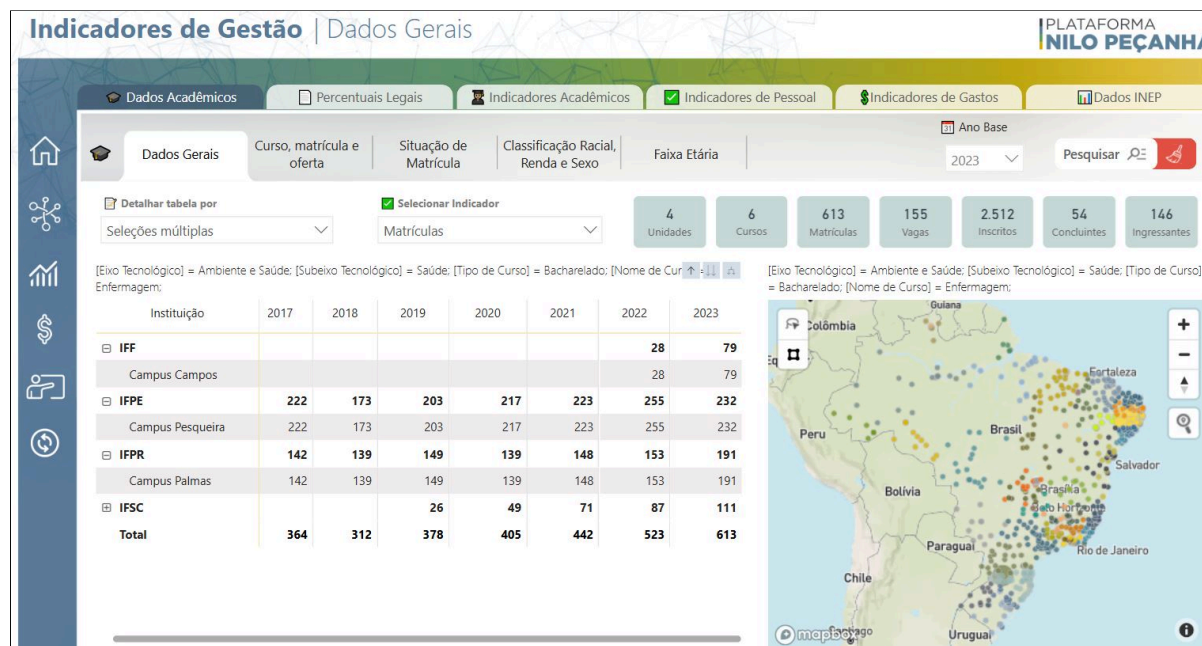 Indicadores de Gestão | Dados Gerais
PLATAFORMA
NILO PEÇANHA
Dados Acadêmicos
Percentuais Legais
Indicadores Acadêmicos
Indicadores de Pessoal
Indicadores de Gastos
Dados INEP
Dados Gerais
Curso, matrícula e
oferta
Situação de
Matrícula
Classificação Racial,
Renda e Sexo
Faixa Etária
Ano Base
2023
Pesquisar
Detalhar tabela por
Seleções múltiplas
Selecionar Indicador
Matrículas
4
Unidades
6
Cursos
613
Matrículas
155
Vagas
2.512
Inscritos
54
Concluintes
146
Ingressantes
[Eixo Tecnológico] = Ambiente e Saúde; [Subeixo Tecnológico] = Saúde; [Tipo de Curso] = Bacharelado; [Nome de Cur
Enfermagem;
Instituição 2017 2018 2019 2020 2021 2022 2023
IFF 28 79
Campus Campos 28 79
IFPE 222 173 203 217 223 255 232
Campus Pesqueira 222 173 203 217 223 255 232
IFPR 142 139 149 139 148 153 191
Campus Palmas 142 139 149 139 148 153 191
IFSC 26 49 71 87 111
Total 364 312 378 405 442 523 613
[Eixo Tecnológico] = Ambiente e Saúde; [Subeixo Tecnológico] = Saúde; [Tipo de Curso]
= Bacharelado; [Nome de Curso] = Enfermagem;
Guiana
Colômbia
Fortaleza
Peru
Brasil
Salvador
Bolívia
Brasília
Belo Horizonte
Paraguai
Rio de Janeiro
Chile
Santiago
Uruguai
mapbox